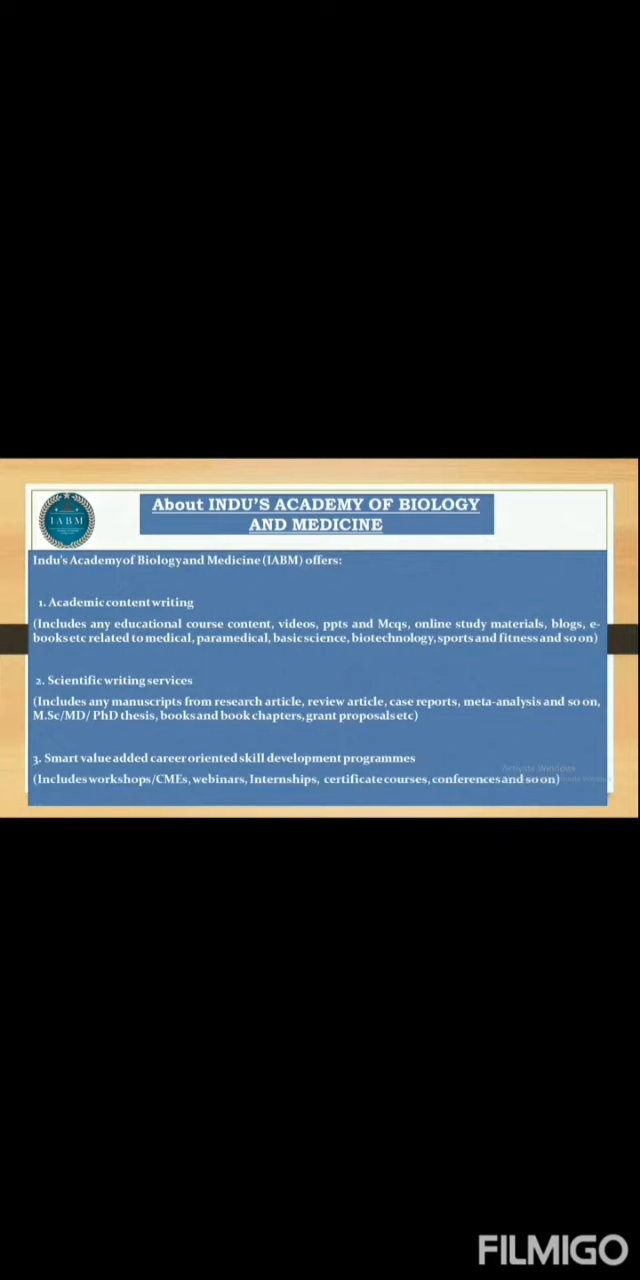 About INDU'S ACADEMY OF BIOLOGY
AND MEDICINE
IABM
Indu's Academy of Biology and Medicine (IABM) offers:
1. Academic content writing
(Includes any educational course content, videos, ppts and Mcqs, online study materials, blogs, e-
books etc related to medical, paramedical, basic science, biotechnology, sports and fitness and so on)
2. Scientific writing services
(Includes any manuscripts from research article, review article, case reports, meta-analysis and so on,
M.Sc/MD/ PhD thesis, books and book chapters, grant proposals etc)
3. Smart value added career oriented skill development programmes
Activate Windows
(Includes workshops/CMEs, webinars, Internships, certificate courses, conferences and so on)
FILMIGO